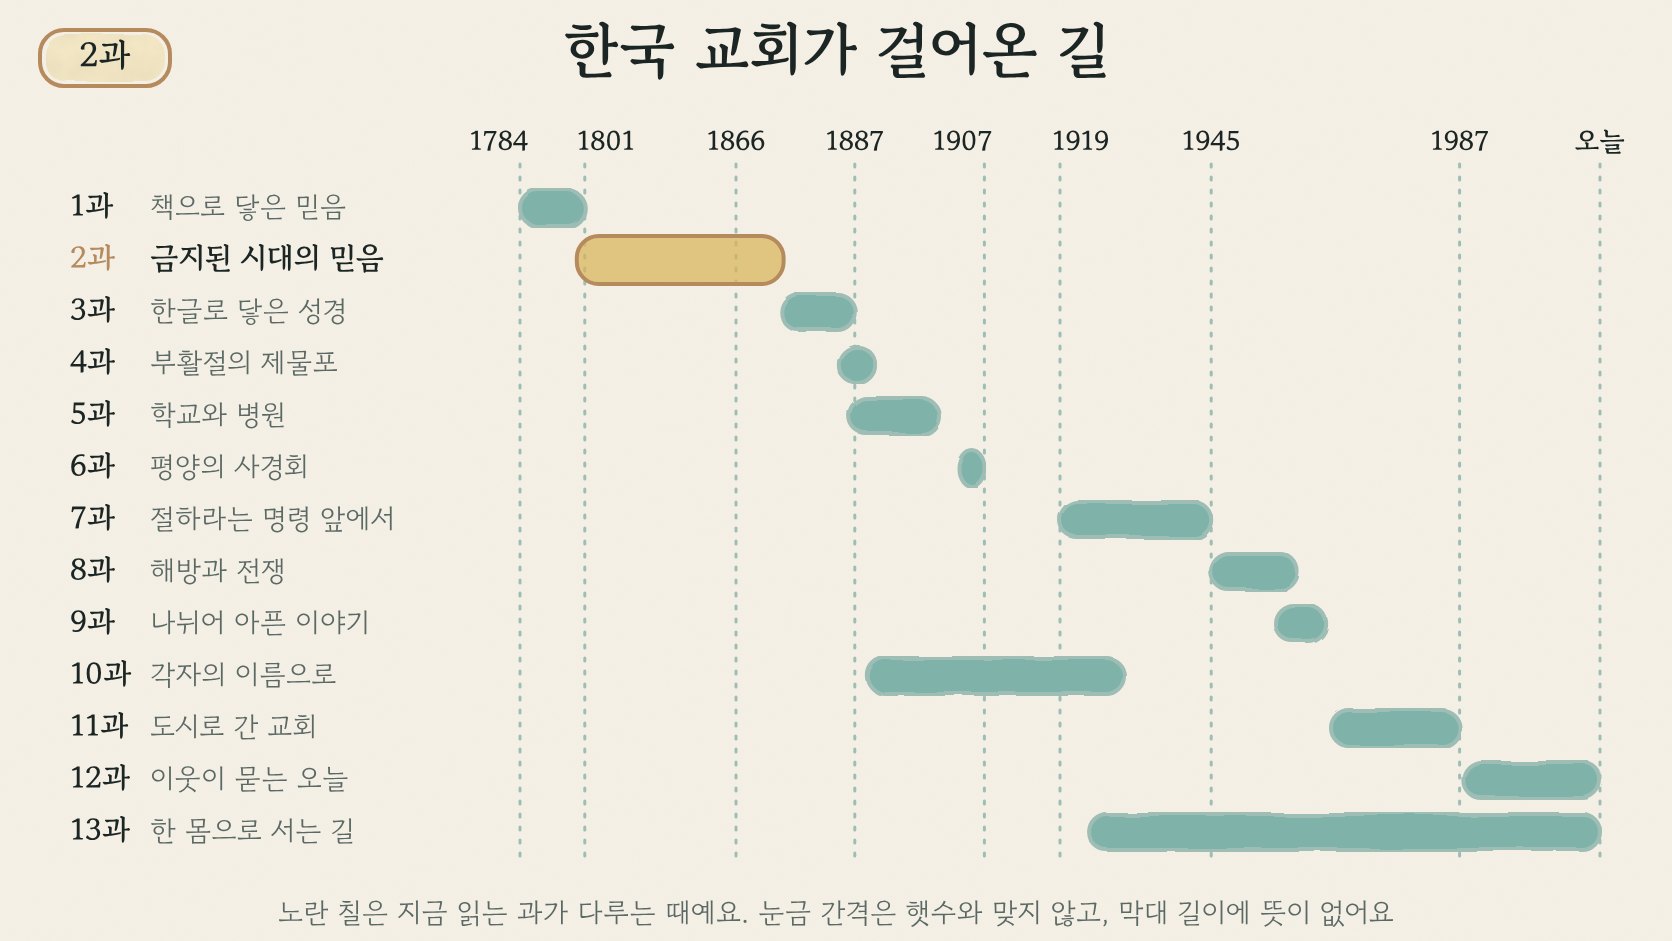 2과
한국 교회가 걸어온 길
1784 1801 1866 1887 1907 1919 1945 1987 오늘
1과 책으로 닿은 믿음
2과 금지된 시대의 믿음
3과 한글로 닿은 성경
4과 부활절의 제물포
5과 학교와 병원
6과 평양의 사경회
7과 절하라는 명령 앞에서
8과 해방과 전쟁
9과 나뉘어 아픈 이야기
10과 각자의 이름으로
11과 도시로 간 교회
12과 이웃이 묻는 오늘
13과 한 몸으로 서는 길
노란 칠은 지금 읽는 과가 다루는 때예요. 눈금 간격은 햇수와 맞지 않고, 막대 길이에 뜻이 없어요